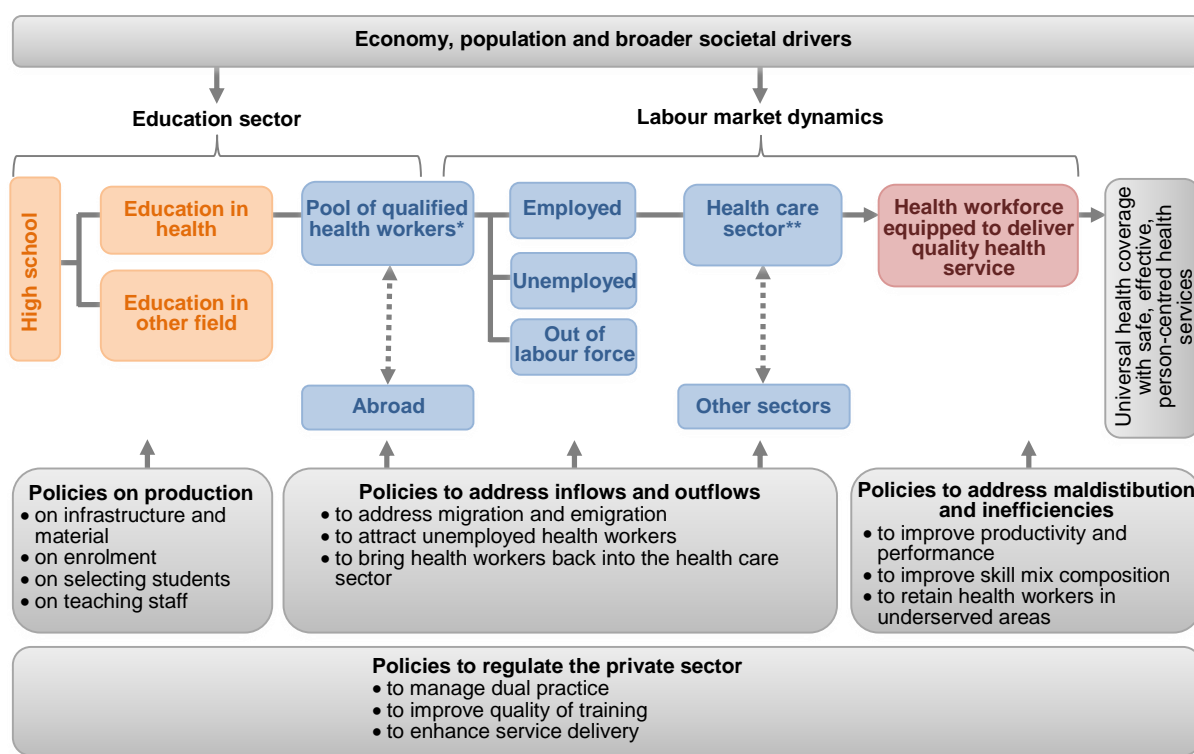 Economy, population and broader societal drivers
Education sector
Labour market dynamics
High school
Education in
health
Education in
other field
Pool of qualified
health workers*
Abroad
Employed
Unemployed
Out of
labour force
Health care
sector**
Other sectors
Health workforce
equipped to deliver
quality health
service
Universal health coverage
with safe, effective,
person-centred health
services
Policies on production
• on infrastructure and
material
• on enrolment
• on selecting students
• on teaching staff
Policies to address inflows and outflows
• to address migration and emigration
• to attract unemployed health workers
• to bring health workers back into the health care
sector
Policies to address maldistibution
and inefficiencies
• to improve productivity and
performance
• to improve skill mix composition
• to retain health workers in
underserved areas
Policies to regulate the private sector
• to manage dual practice
• to improve quality of training
• to enhance service delivery